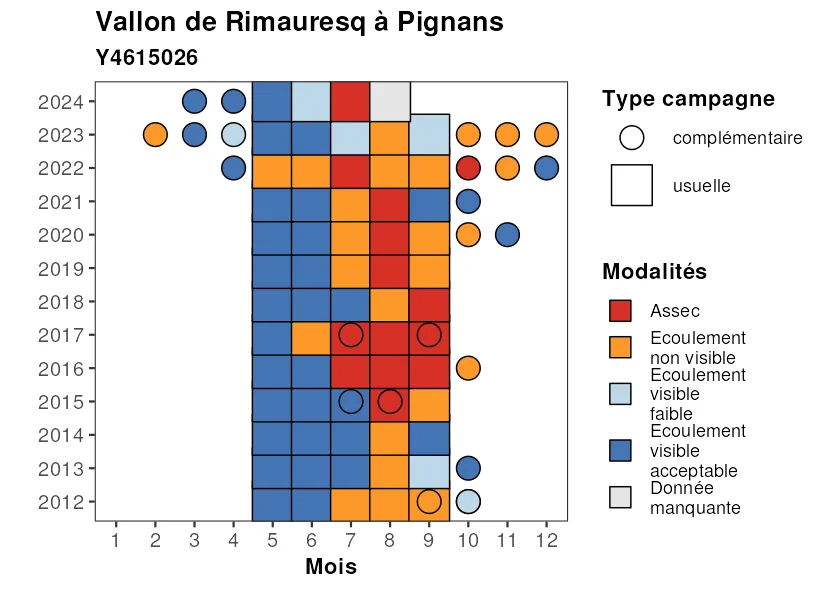 Vallon de Rimauresq à Pignans
Y4615026
2024
2023
2022
2021
2020
2019
2018
2017
2016
2015
2014
2013
2012
1 2 3 4 5 6 7 8 9 10 11 12
Mois
Type campagne
complémentaire
usuelle
Modalités
Assec
Ecoulement
non visible
Ecoulement
visible
faible
Ecoulement
visible
acceptable
Donnée
manquante